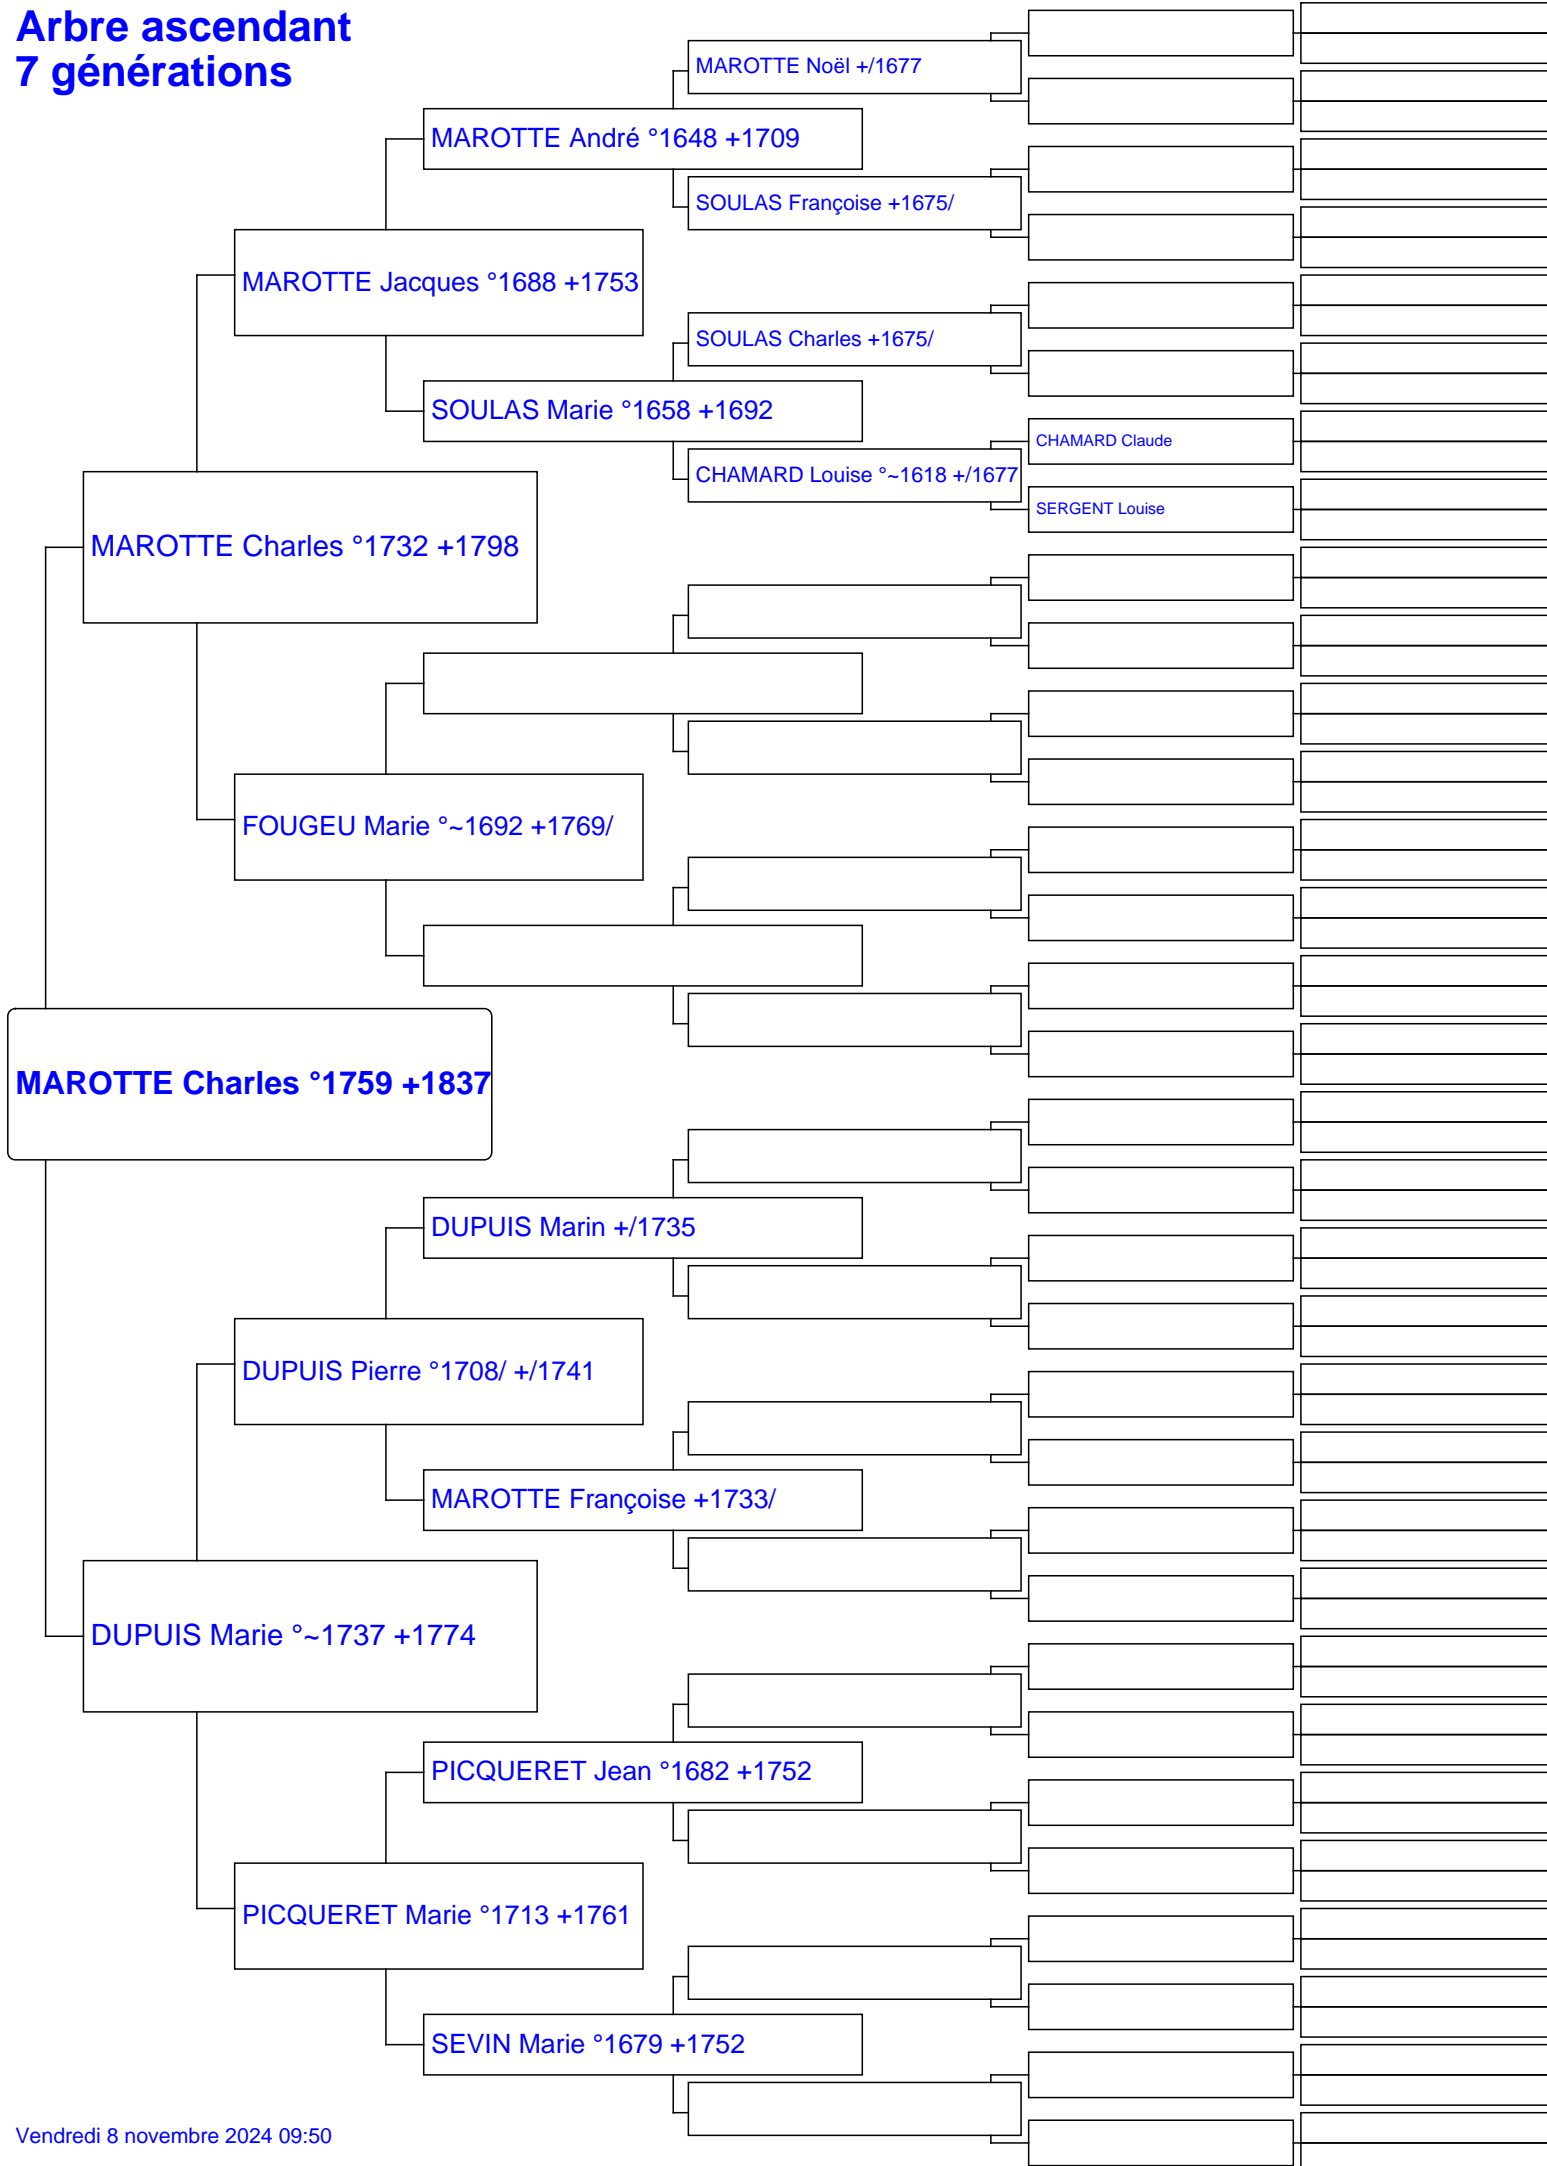 Arbre ascendant
7 générations
MAROTTE Noël +/1677
MAROTTE André °1648 +1709
SOULAS Françoise +1675/
MAROTTE Jacques °1688 +1753
SOULAS Charles +1675/
SOULAS Marie °1658 +1692
CHAMARD Claude
CHAMARD Louise °~1618 +/1677
SERGENT Louise
MAROTTE Charles °1732 +1798
FOUGEU Marie °~1692 +1769/
MAROTTE Charles °1759 +1837
DUPUIS Marin +/1735
DUPUIS Pierre °1708/ +/1741
MAROTTE Françoise +1733/
DUPUIS Marie °~1737 +1774
PICQUERET Jean °1682 +1752
PICQUERET Marie °1713 +1761
SEVIN Marie °1679 +1752
Vendredi 8 novembre 2024 09:50